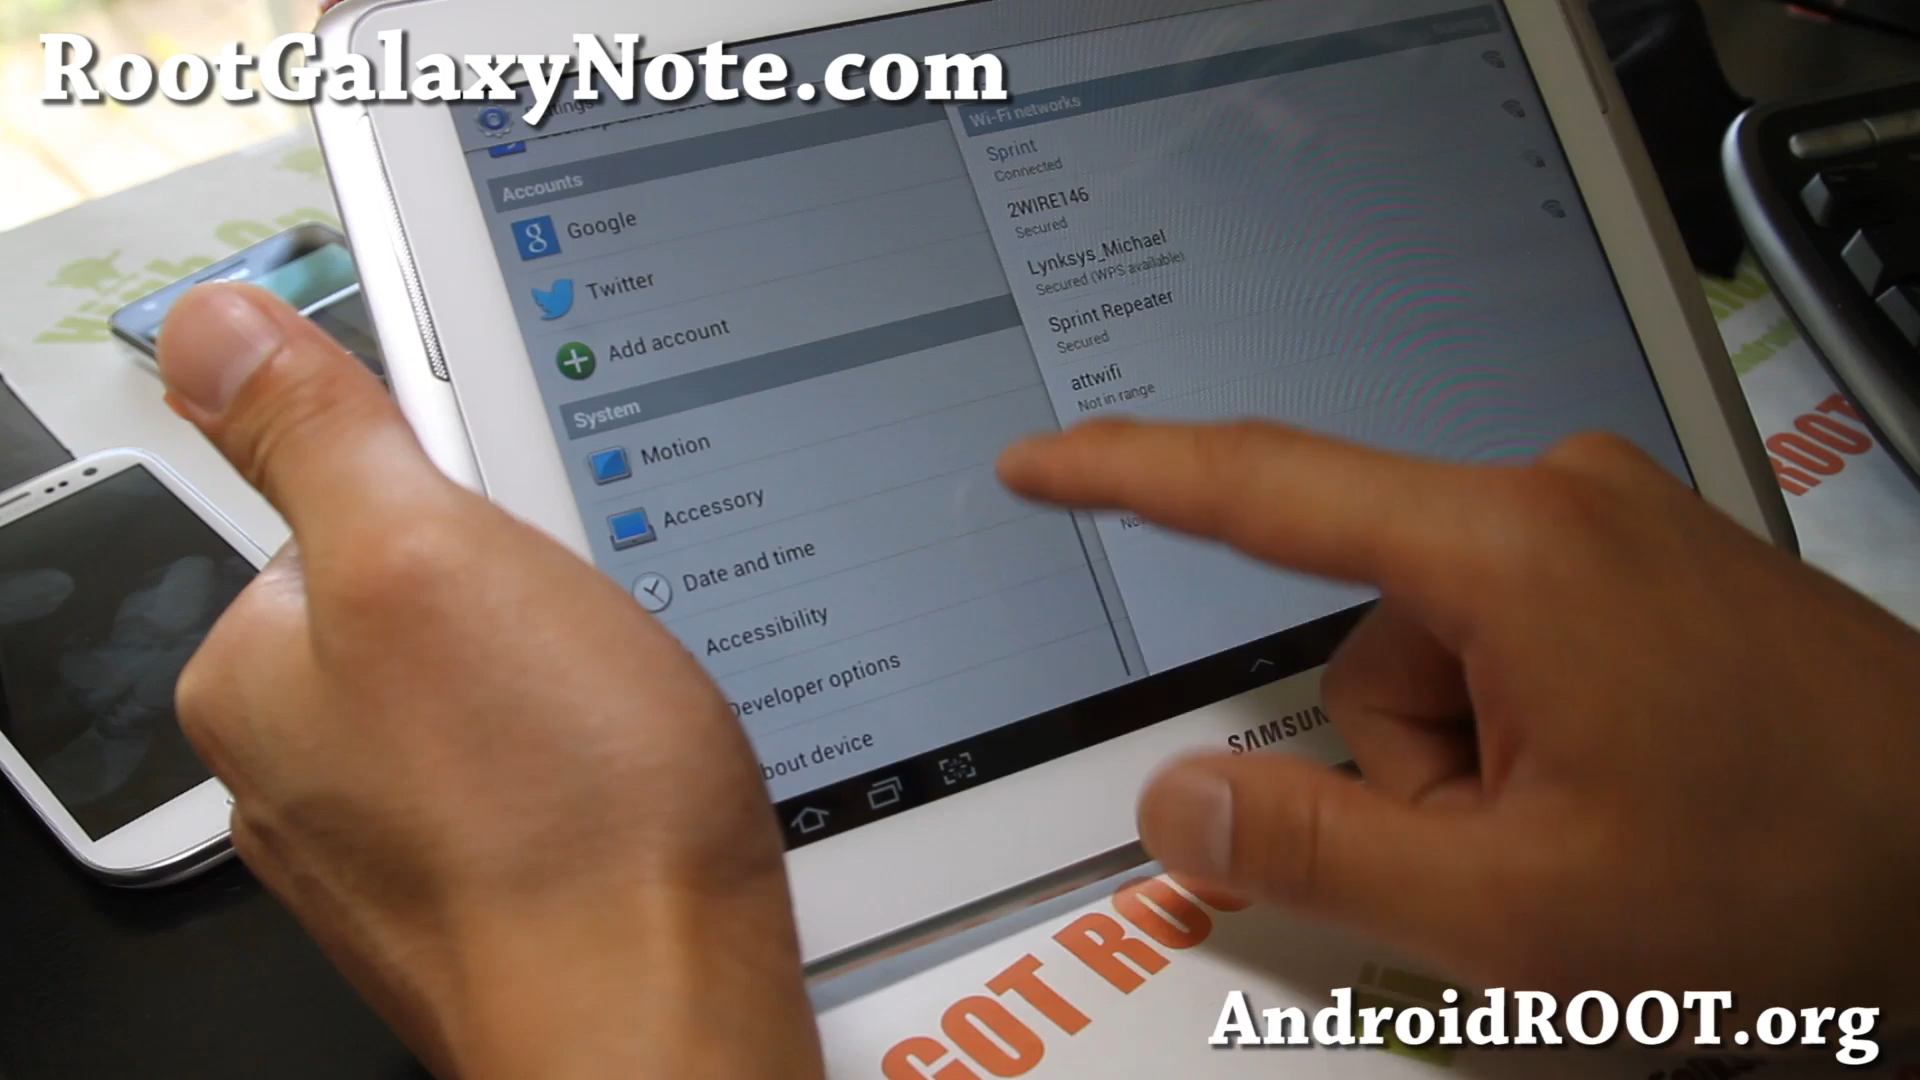 RootGalaxyNote.com
Accounts
Google
Twitter
Add account
System
Motion
Accessory
Date and time
Accessibility
Developer options
bout device
Wi-Fi networks
Sprint
Connected
2WIRE146
Secured
Lynksys_Michael
Secured (WPS available)
Sprint Repeater
Secured
attwifi
Not in range
SAMSUN
GOT ROO
ROOT
AndroidROOT.org